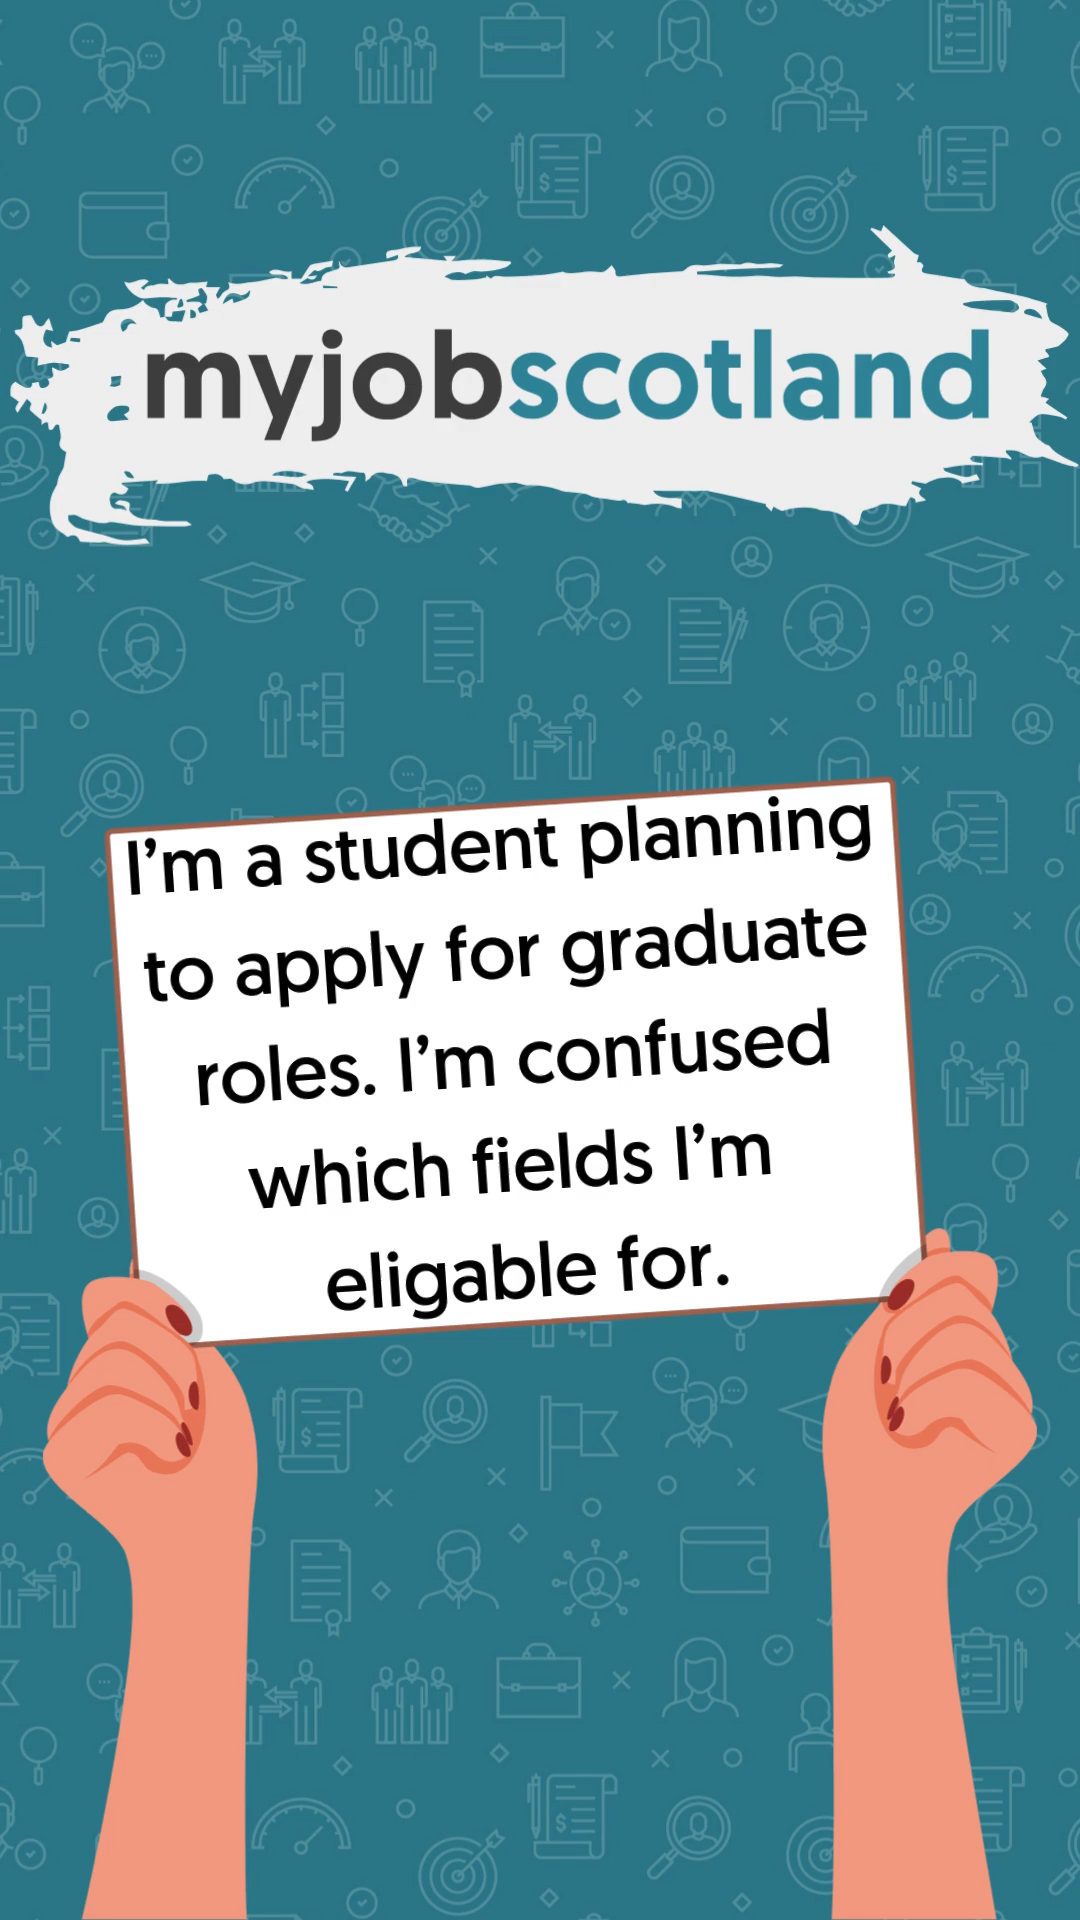 myjobscotland
I’m a student planning
to apply for graduate
roles. I’m confused
which fields I’m
eligable for.